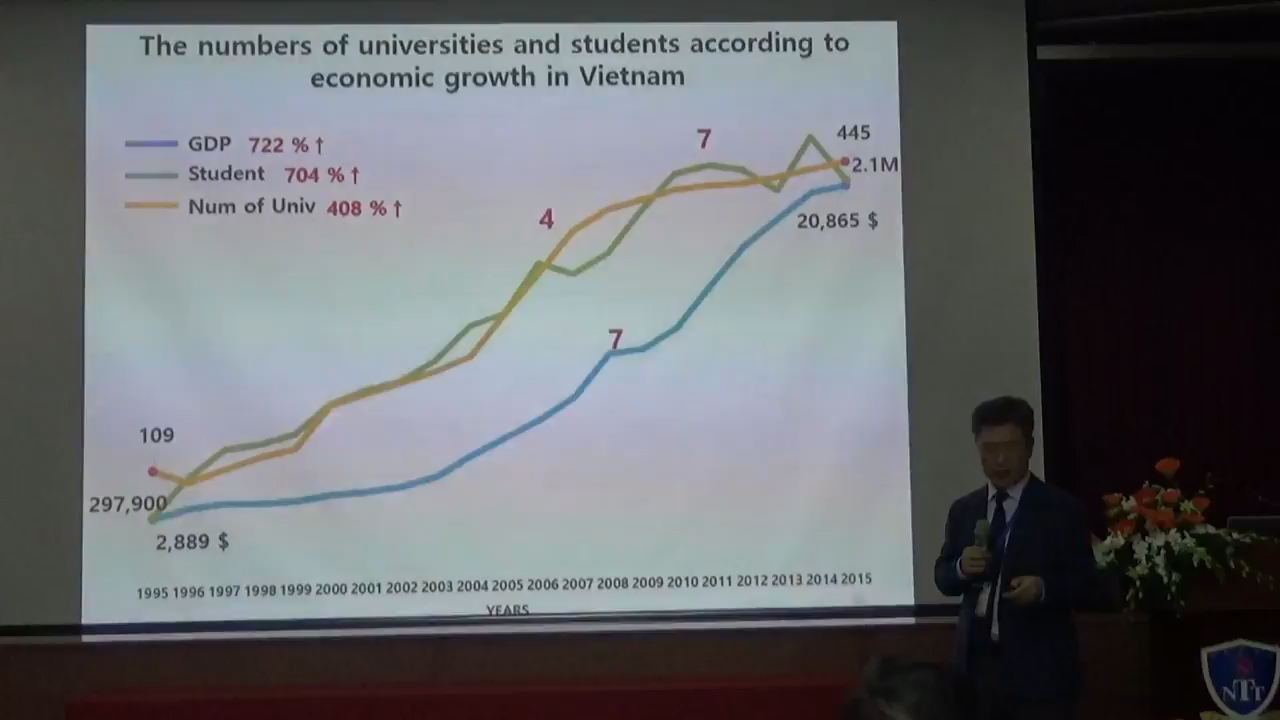 The numbers of universities and students according to
economic growth in Vietnam
GDP 722 % ↑
Student 704 % ↑
Num of Univ 408 % ↑
7
445
2.1M
4
20,865 $
7
109
297,900
2,889 $
1995 1996 1997 1998 1999 2000 2001 2002 2003 2004 2005 2006 2007 2008 2009 2010 2011 2012 2013 2014 2015
YEARS
NTT